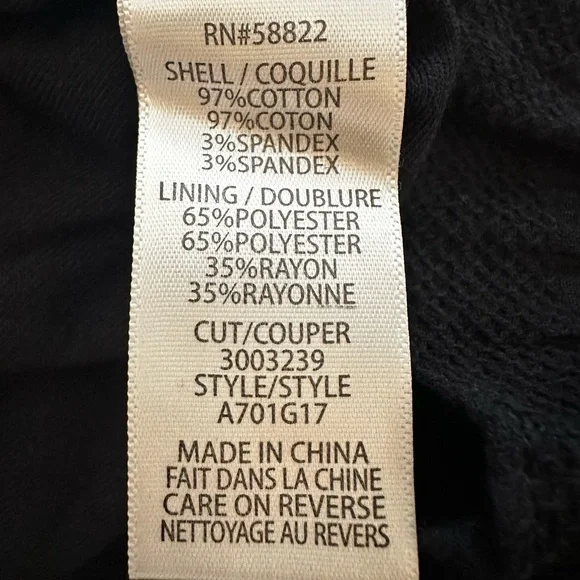 RN#58822
SHELL / COQUILLE
97%COTTON
97%COTON
3%SPANDEX
3%SPANDEX
LINING / DOUBLURE
65%POLYESTER
65%POLYESTER
35%RAYON
35%RAYONNE
CUT/COUPER
3003239
STYLE/STYLE
A701G17
MADE IN CHINA
FAIT DANS LA CHINE
CARE ON REVERSE
NETTOYAGE AU REVERS